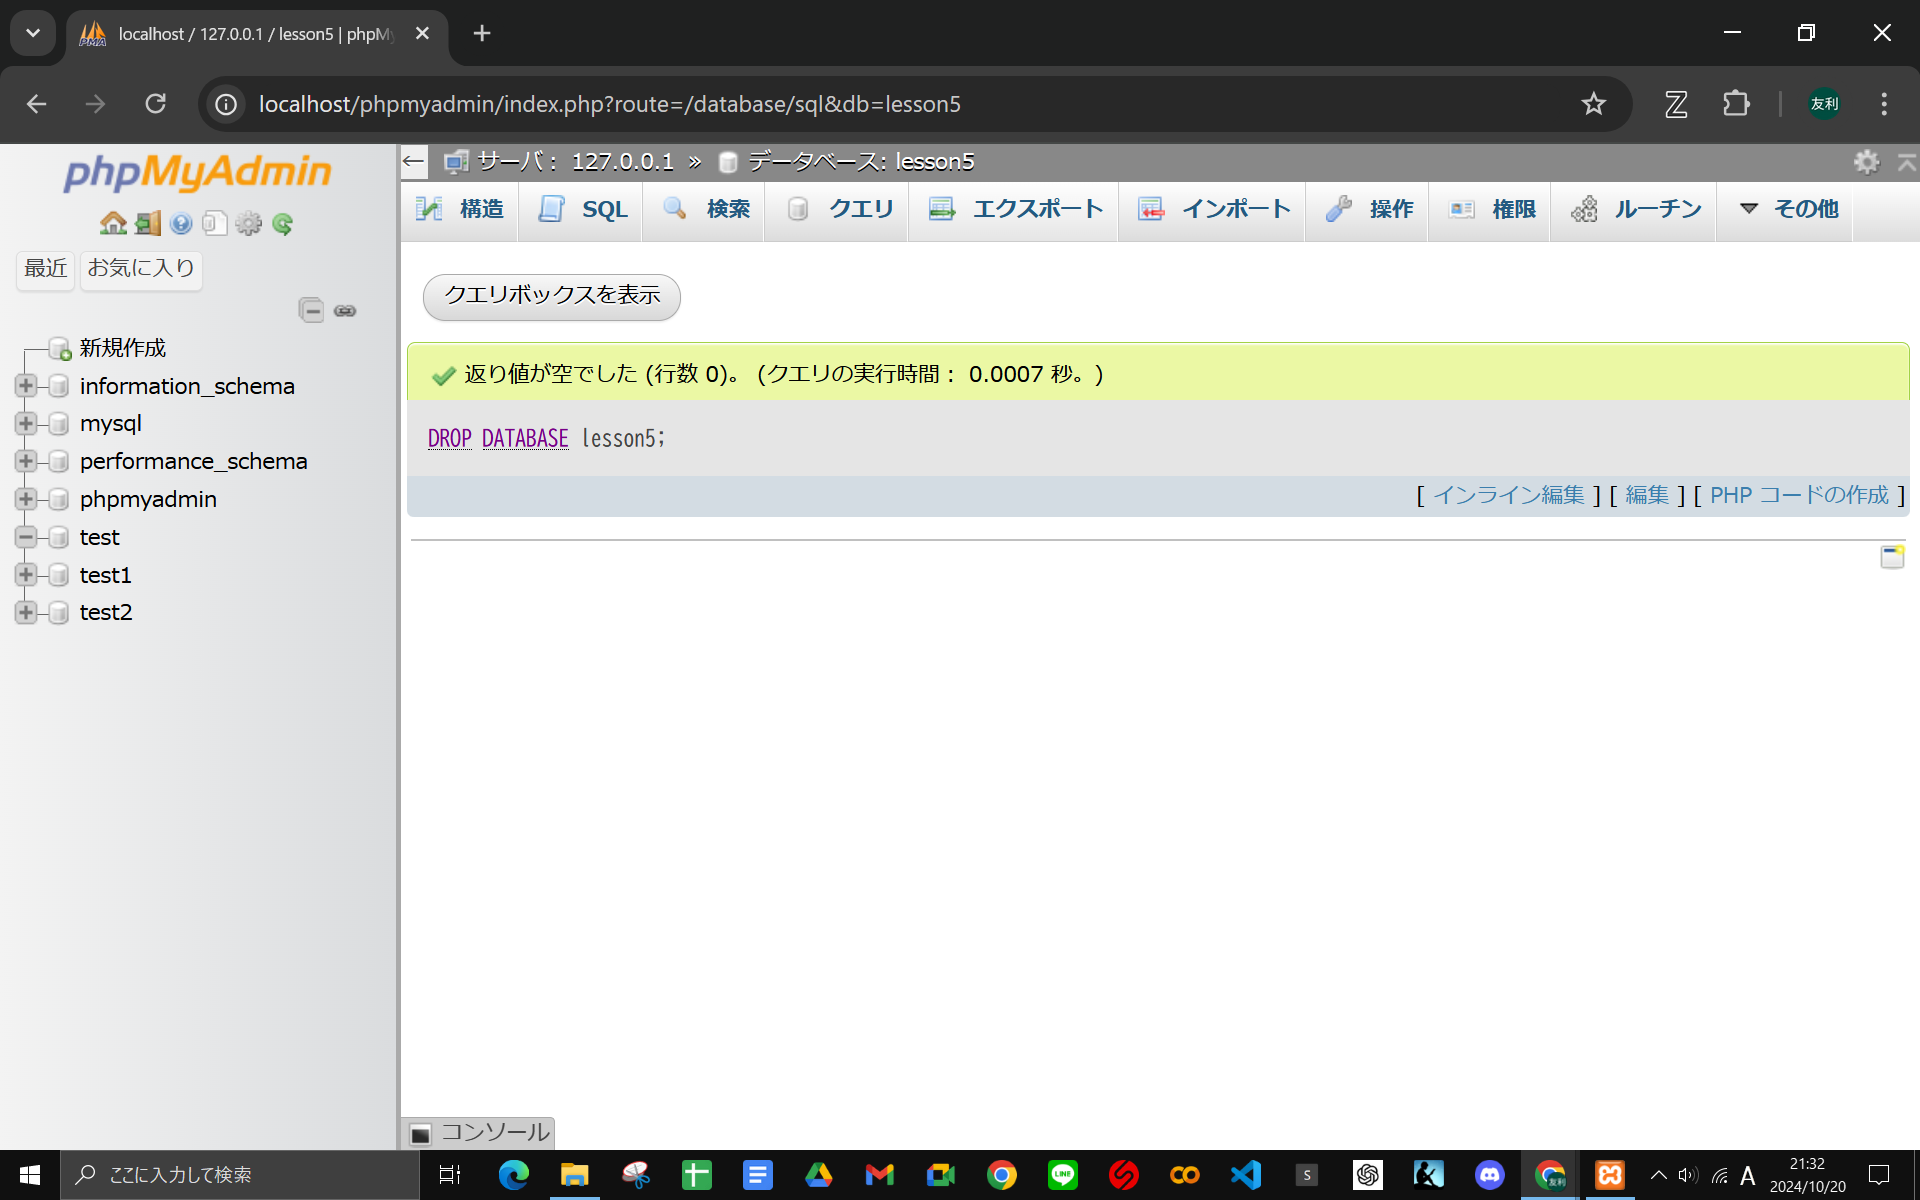 localhost / 127.0.0.1 / lesson5 | phpMy
localhost/phpmyadmin/index.php?route=/database/sql&db=lesson5
友利
phpMyAdmin
最近 お気に入り
新規作成
information_schema
mysql
performance_schema
phpmyadmin
test
test1
test2
サーバ： 127.0.0.1 » データベース: lesson5
構造 SQL 検索 クエリ エクスポート インポート 操作 権限 ルーチン その他
クエリボックスを表示
返り値が空でした (行数 0)。 (クエリの実行時間： 0.0007 秒。)
DROP DATABASE lesson5;
[ インライン編集 ] [ 編集 ] [ PHP コードの作成 ]
コンソール
ここに入力して検索
A
21:32
2024/10/20